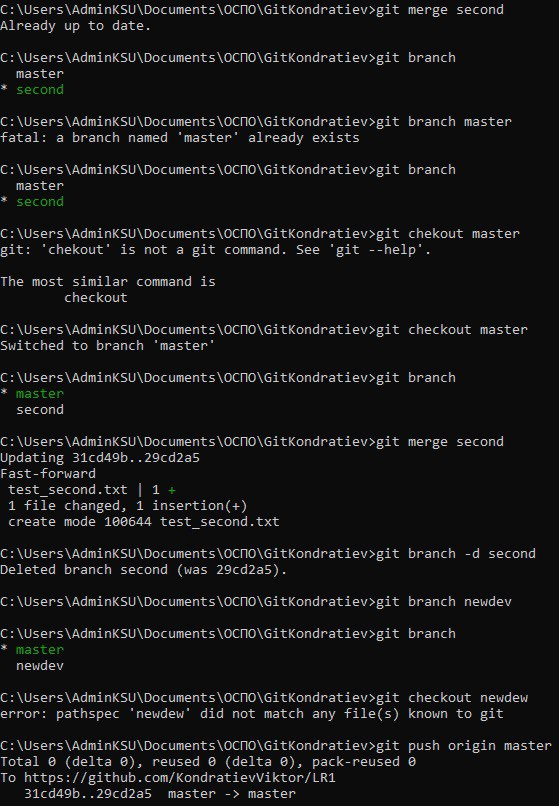 C:\Users\AdminKSU\Documents\ОСПО\GitKondratiev>git merge second
Already up to date.
C:\Users\AdminKSU\Documents\ОСПО\GitKondratiev>git branch
  master
* second
C:\Users\AdminKSU\Documents\ОСПО\GitKondratiev>git branch master
fatal: a branch named 'master' already exists
C:\Users\AdminKSU\Documents\ОСПО\GitKondratiev>git branch
  master
* second
C:\Users\AdminKSU\Documents\ОСПО\GitKondratiev>git chekout master
git: 'chekout' is not a git command. See 'git --help'.
The most similar command is
        checkout
C:\Users\AdminKSU\Documents\ОСПО\GitKondratiev>git checkout master
Switched to branch 'master'
C:\Users\AdminKSU\Documents\ОСПО\GitKondratiev>git branch
* master
  second
C:\Users\AdminKSU\Documents\ОСПО\GitKondratiev>git merge second
Updating 31cd49b..29cd2a5
Fast-forward
 test_second.txt | 1 +
 1 file changed, 1 insertion(+)
 create mode 100644 test_second.txt
C:\Users\AdminKSU\Documents\ОСПО\GitKondratiev>git branch -d second
Deleted branch second (was 29cd2a5).
C:\Users\AdminKSU\Documents\ОСПО\GitKondratiev>git branch newdev
C:\Users\AdminKSU\Documents\ОСПО\GitKondratiev>git branch
* master
  newdev
C:\Users\AdminKSU\Documents\ОСПО\GitKondratiev>git checkout newdew
error: pathspec 'newdew' did not match any file(s) known to git
C:\Users\AdminKSU\Documents\ОСПО\GitKondratiev>git push origin master
Total 0 (delta 0), reused 0 (delta 0), pack-reused 0
To https://github.com/KondratievViktor/LR1
   31cd49b..29cd2a5  master -> master